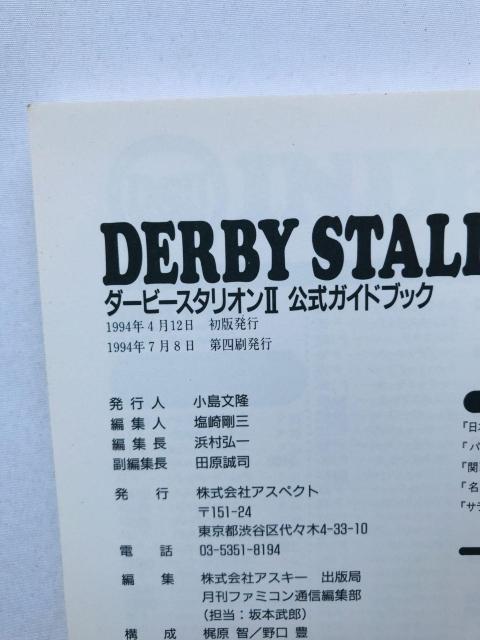 DERBY STALL
ダービースタリオンII 公式ガイドブック
1994年4月12日 初版発行
1994年7月8日 第四刷発行
発行人 小島文隆
編集人 塩崎剛三
編集長 浜村弘一
副編集長 田原誠司
発行 株式会社アスペクト
〒151-24
東京都渋谷区代々木4-33-10
電話 03-5351-8194
編集 株式会社アスキー 出版局
月刊ファミコン通信編集部
(担当：坂本武郎)
構成 梶原 智／野口 豊
『日本
『パ
『関
『名
『サラ